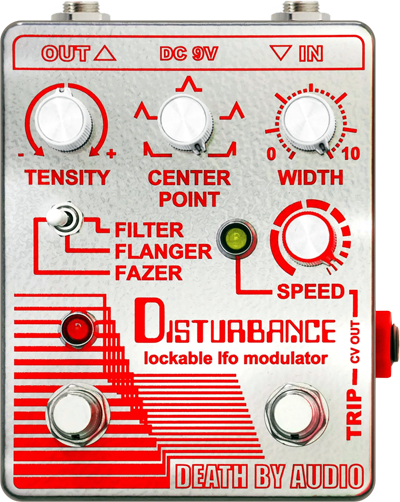 OUT△ DC 9V ▽IN
- + 0 10
TENSITY CENTER WIDTH
POINT
FILTER
FLANGER
FAZER
SPEED
DISTURBANCE
lockable lfo modulator
TRIP – CV OUT
DEATH BY AUDIO